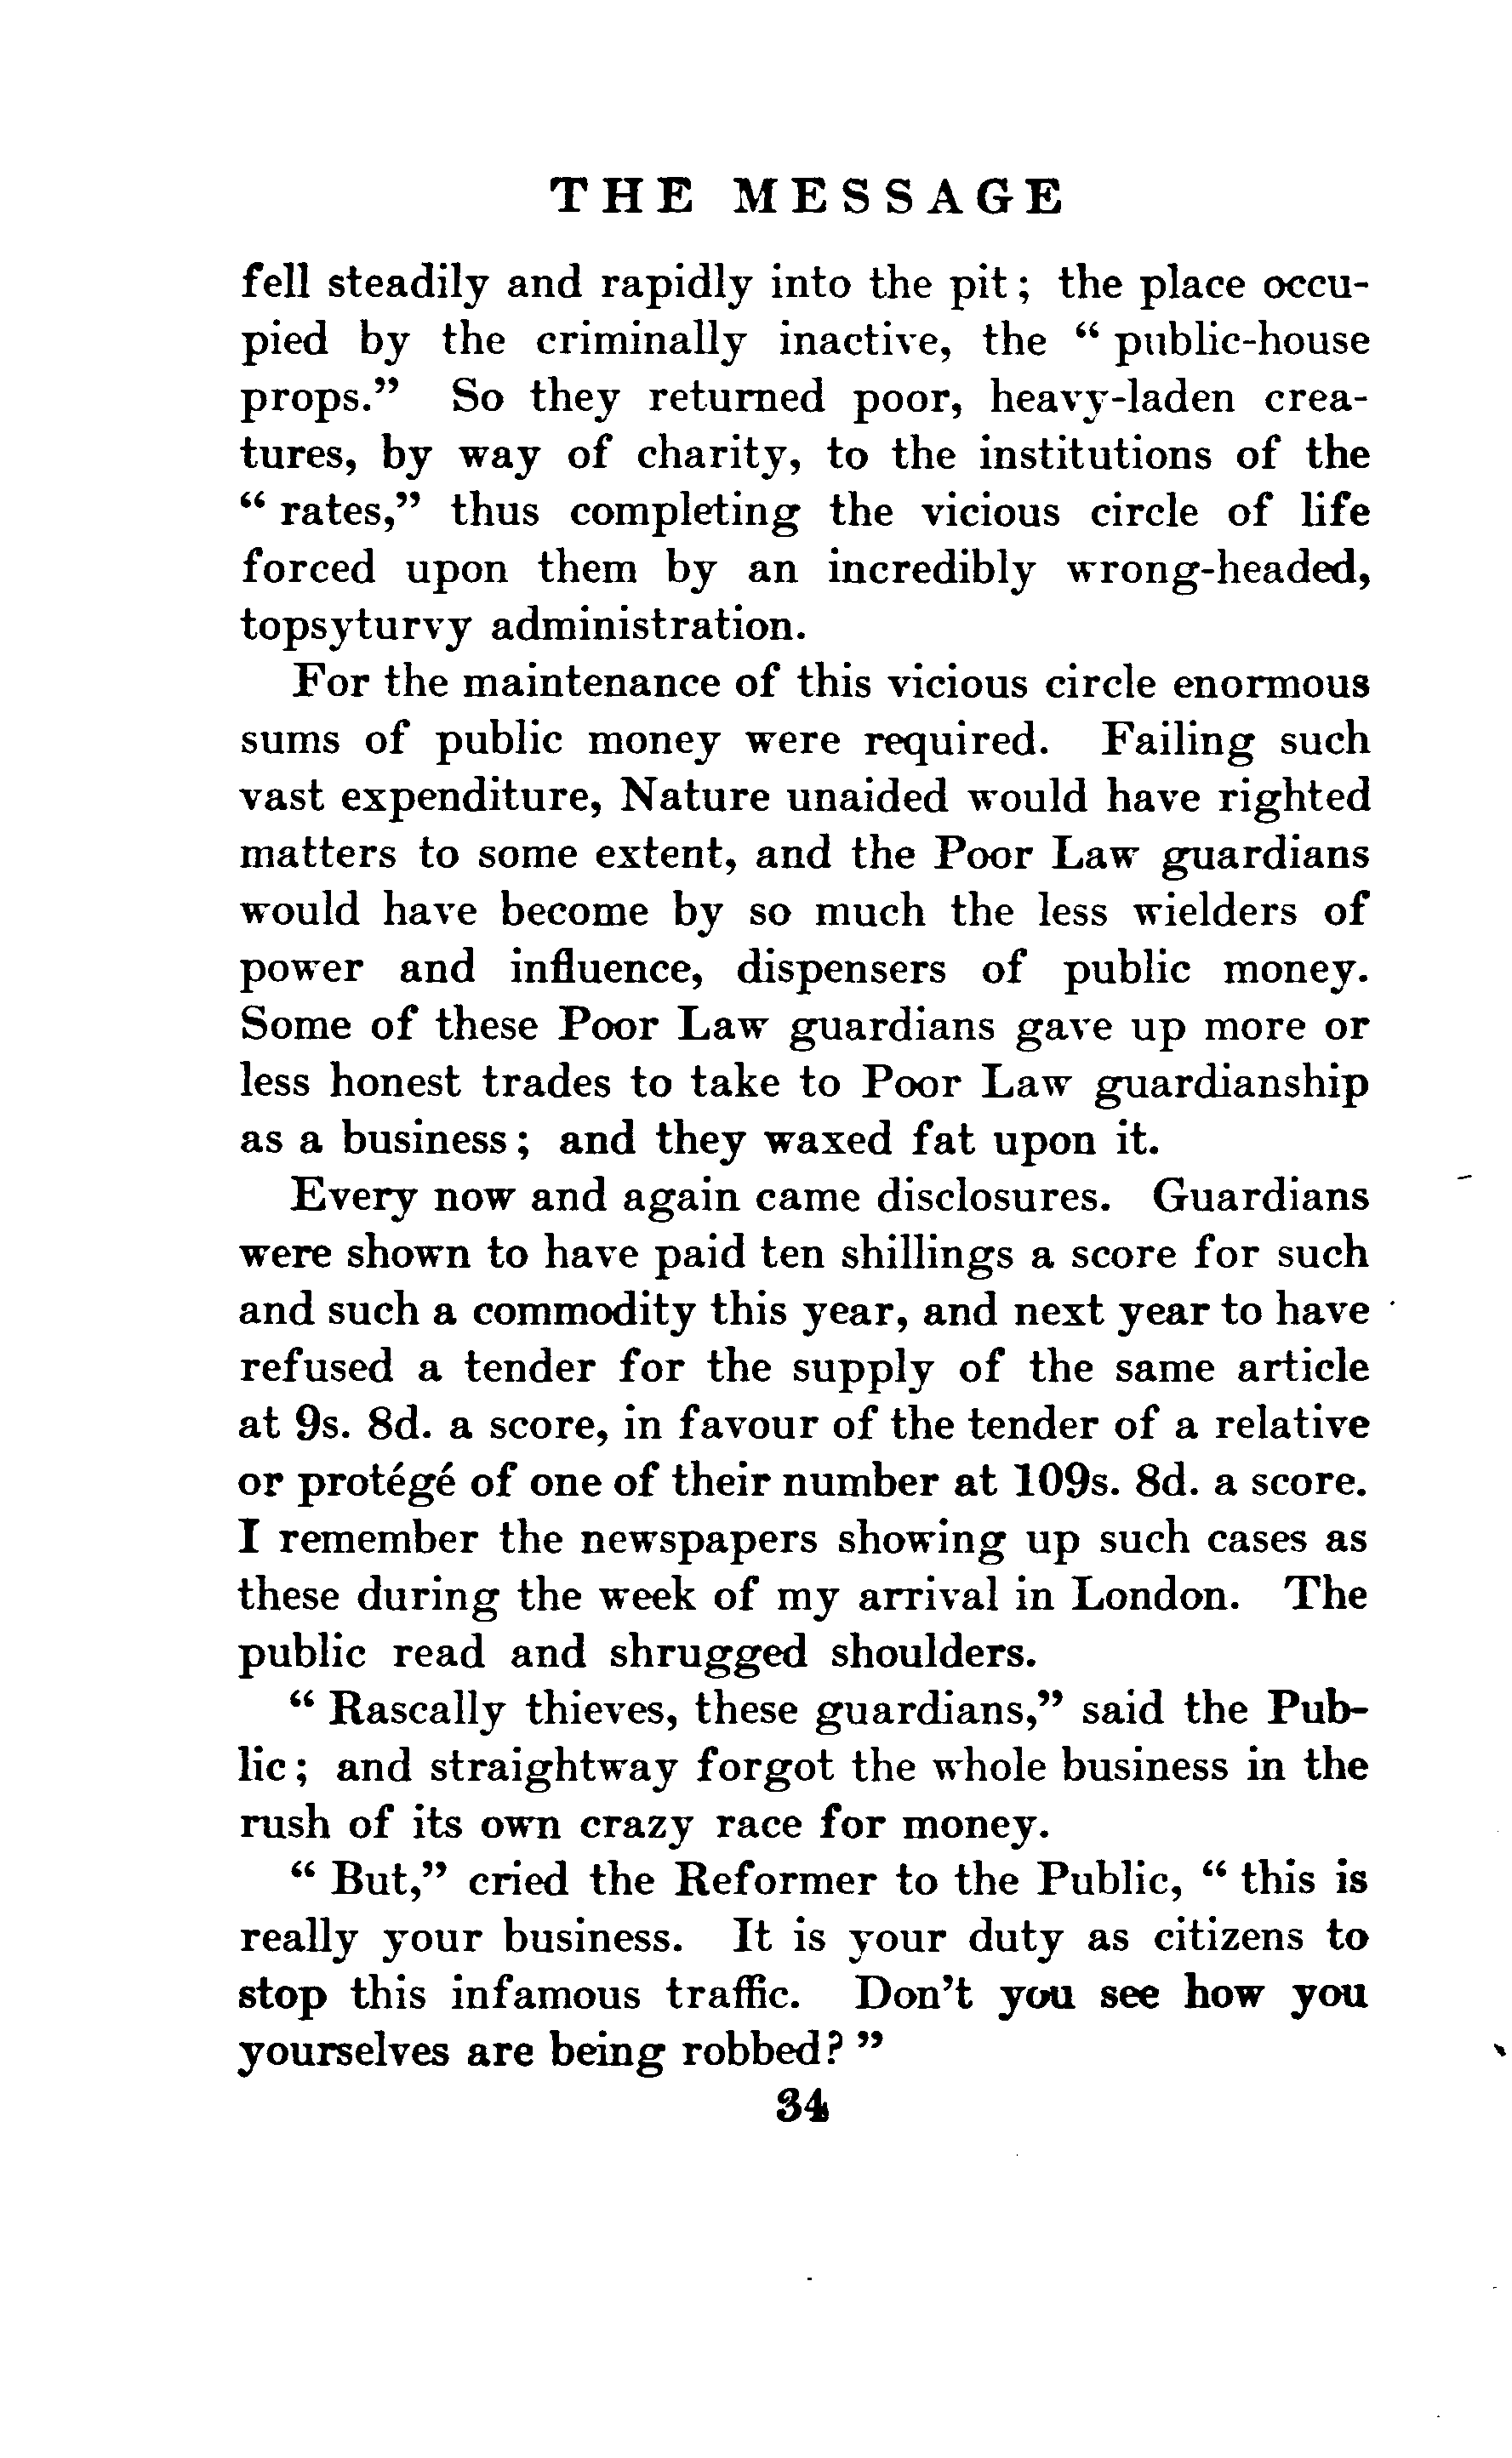 THE MESSAGE
fell steadily and rapidly into the pit; the place occu-
pied by the criminally inactive, the " public-house
props." So they returned poor, heavy-laden crea-
tures, by way of charity, to the institutions of the
" rates," thus completing the vicious circle of life
forced upon them by an incredibly wrong-headed,
topsyturvy administration.
For the maintenance of this vicious circle enormous
sums of public money were required. Failing such
vast expenditure, Nature unaided would have righted
matters to some extent, and the Poor Law guardians
would have become by so much the less wielders of
power and influence, dispensers of public money.
Some of these Poor Law guardians gave up more or
less honest trades to take to Poor Law guardianship
as a business; and they waxed fat upon it.
Every now and again came disclosures. Guardians
were shown to have paid ten shillings a score for such
and such a commodity this year, and next year to have
refused a tender for the supply of the same article
at 9s. 8d. a score, in favour of the tender of a relative
or protégé of one of their number at 109s. 8d. a score.
I remember the newspapers showing up such cases as
these during the week of my arrival in London. The
public read and shrugged shoulders.
" Rascally thieves, these guardians," said the Pub-
lic; and straightway forgot the whole business in the
rush of its own crazy race for money.
" But," cried the Reformer to the Public, " this is
really your business. It is your duty as citizens to
stop this infamous traffic. Don't you see how you
yourselves are being robbed? "
34